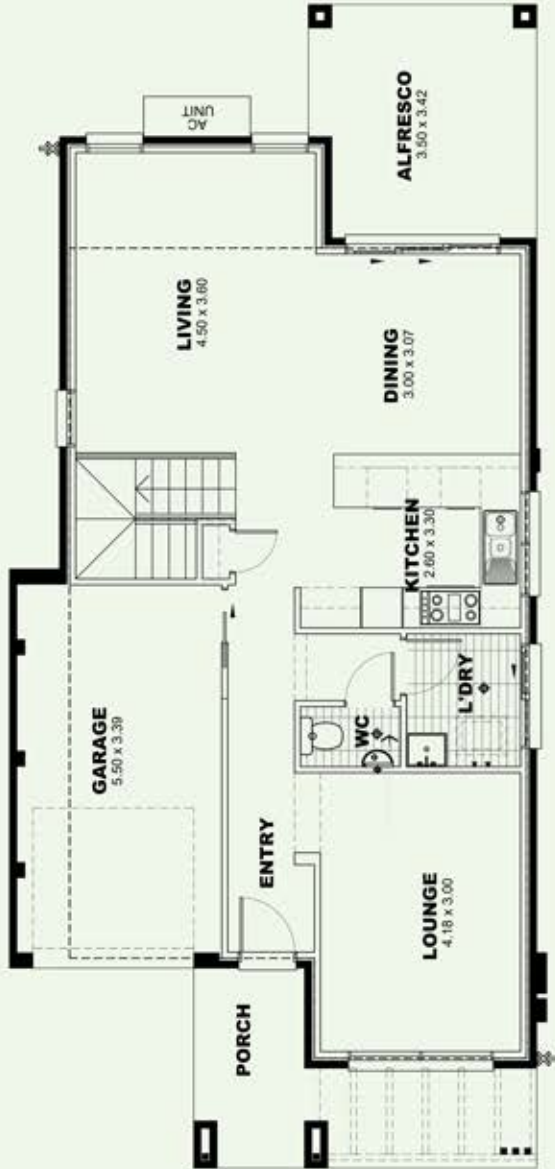 AC
UNIT
ALFRESCO
3.50 x 3.42
LIVING
4.50 x 3.60
DINING
3.00 x 3.07
KITCHEN
2.60 x 3.30
GARAGE
5.50 x 3.39
WC
L'DRY
ENTRY
LOUNGE
4.18 x 3.00
PORCH